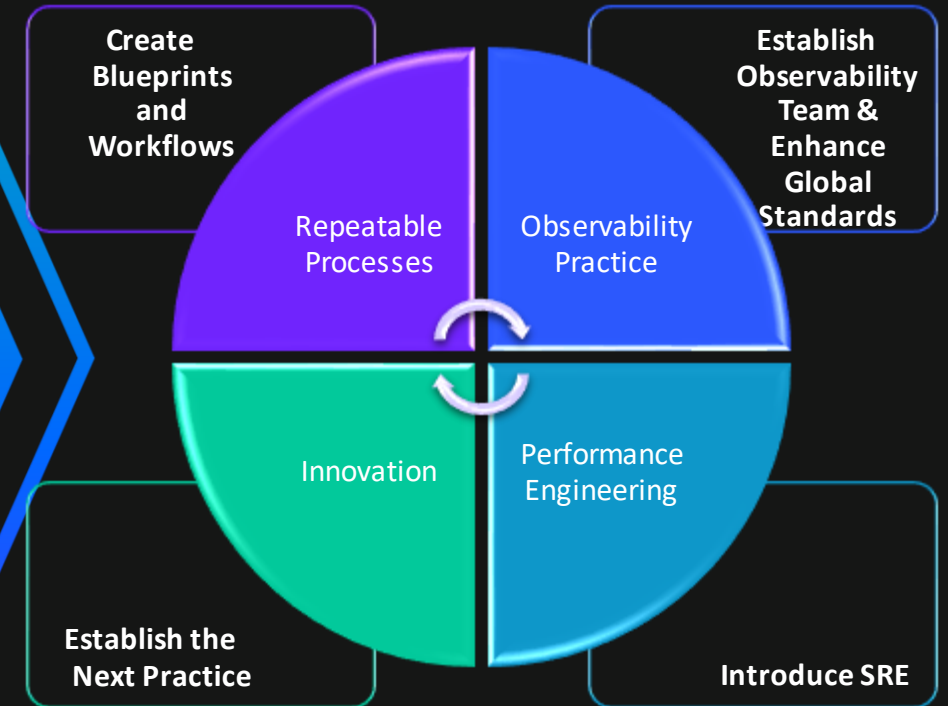 Create
Blueprints
and
Workflows
Establish
Observability
Team &
Enhance
Global
Standards
Repeatable
Processes
Observability
Practice
Innovation
Performance
Engineering
Establish the
Next Practice
Introduce SRE